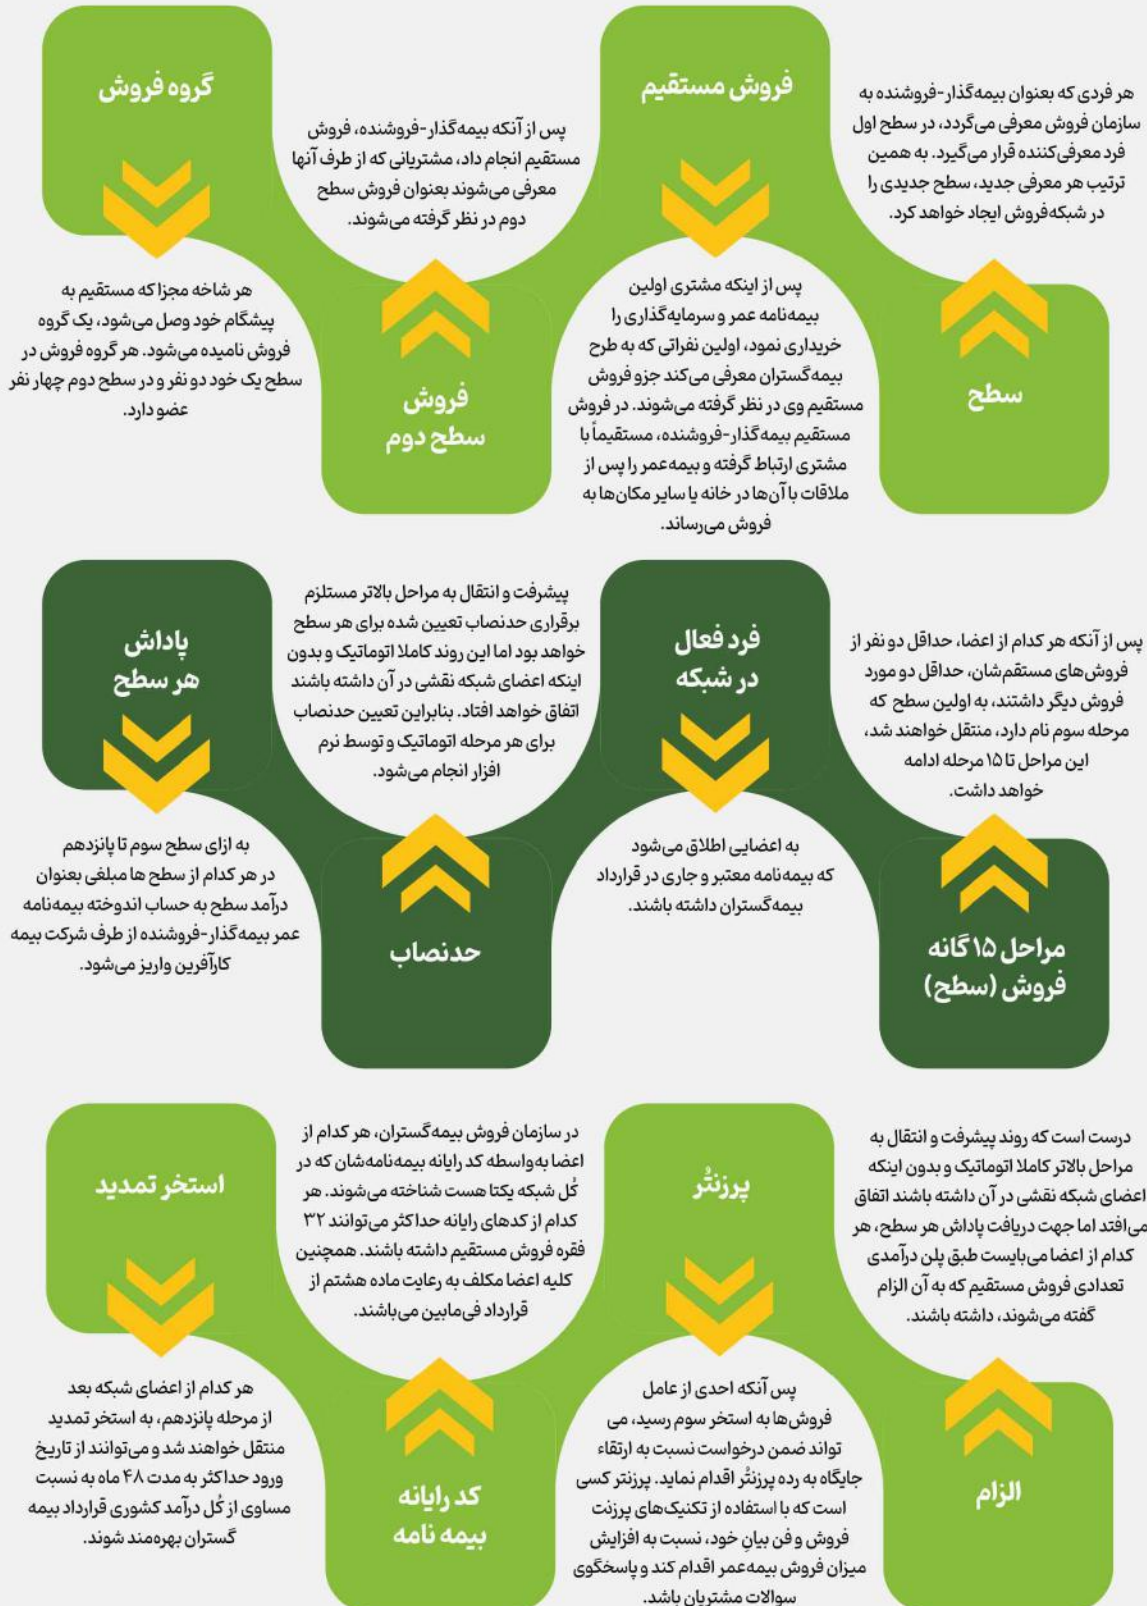 سطح
هر فردی که بعنوان بیمه‌گذار-فروشنده به
سازمان فروش معرفی می‌گردد، در سطح اول
فرد معرفی‌کننده قرار می‌گیرد. به همین
ترتیب هر معرفی جدید، سطح جدیدی را
در شبکه‌فروش ایجاد خواهد کرد.
فروش مستقیم
پس از اینکه مشتری اولین
بیمه‌نامه عمر و سرمایه‌گذاری را
خریداری نمود، اولین نفراتی که به طرح
بیمه‌گستران معرفی می‌کند جزو فروش
مستقیم وی در نظر گرفته می‌شوند. در فروش
مستقیم بیمه‌گذار-فروشنده، مستقیماً با
مشتری ارتباط گرفته و بیمه‌عمر را پس از
ملاقات با آن‌ها در خانه یا سایر مکان‌ها به
فروش می‌رساند.
فروش
سطح دوم
پس از آنکه بیمه‌گذار-فروشنده، فروش
مستقیم انجام داد، مشتریانی که از طرف آنها
معرفی می‌شوند بعنوان فروش سطح
دوم در نظر گرفته می‌شوند.
گروه فروش
هر شاخه مجزا که مستقیم به
پیشگام خود وصل می‌شود، یک گروه
فروش نامیده می‌شود. هر گروه فروش در
سطح یک خود دو نفر و در سطح دوم چهار نفر
عضو دارد.
مراحل ۱۵ گانه
فروش (سطح)
پس از آنکه هر کدام از اعضا، حداقل دو نفر از
فروش‌های مستقم‌شان، حداقل دو مورد
فروش دیگر داشتند، به اولین سطح که
مرحله سوم نام دارد، منتقل خواهند شد،
این مراحل تا ۱۵ مرحله ادامه
خواهد داشت.
فرد فعال
در شبکه
به اعضایی اطلاق می‌شود
که بیمه‌نامه معتبر و جاری در قرارداد
بیمه‌گستران داشته باشند.
حدنصاب
پیشرفت و انتقال به مراحل بالاتر مستلزم
برقراری حدنصاب تعیین شده برای هر سطح
خواهد بود اما این روند کاملا اتوماتیک و بدون
اینکه اعضای شبکه نقشی در آن داشته باشند
اتفاق خواهد افتاد. بنابراین تعیین حدنصاب
برای هر مرحله اتوماتیک و توسط نرم
افزار انجام می‌شود.
پاداش
هر سطح
به ازای سطح سوم تا پانزدهم
در هر کدام از سطح ها مبلغی بعنوان
درآمد سطح به حساب اندوخته بیمه‌نامه
عمر بیمه‌گذار-فروشنده از طرف شرکت بیمه
کارآفرین واریز می‌شود.
الزام
درست است که روند پیشرفت و انتقال به
مراحل بالاتر کاملا اتوماتیک و بدون اینکه
اعضای شبکه نقشی در آن داشته باشند اتفاق
می‌افتد اما جهت دریافت پاداش هر سطح، هر
کدام از اعضا می‌بایست طبق پلن درآمدی
تعدادی فروش مستقیم که به آن الزام
گفته می‌شوند، داشته باشند.
پرزنتُر
پس آنکه احدی از عامل
فروش‌ها به استخر سوم رسید، می
تواند ضمن درخواست نسبت به ارتقاء
جایگاه به رده پرزنتُر اقدام نماید. پرزنتر کسی
است که با استفاده از تکنیک‌های پرزنت
فروش و فن بیانِ خود، نسبت به افزایش
میزان فروش بیمه‌عمر اقدام کند و پاسخگوی
سوالات مشتریان باشد.
کد رایانه
بیمه نامه
در سازمان فروش بیمه‌گستران، هر کدام از
اعضا به‌واسطه کد رایانه بیمه‌نامه‌شان که در
کُل شبکه یکتا هست شناخته می‌شوند. هر
کدام از کدهای رایانه حداکثر می‌توانند ۳۲
فقره فروش مستقیم داشته باشند. همچنین
کلیه اعضا مکلف به رعایت ماده هشتم از
قرارداد فی‌مابین می‌باشند.
استخر تمدید
هر کدام از اعضای شبکه بعد
از مرحله پانزدهم، به استخر تمدید
منتقل خواهند شد و می‌توانند از تاریخ
ورود حداکثر به مدت ۴۸ ماه به نسبت
مساوی از کُل درآمد کشوری قرارداد بیمه
گستران بهره‌مند شوند.